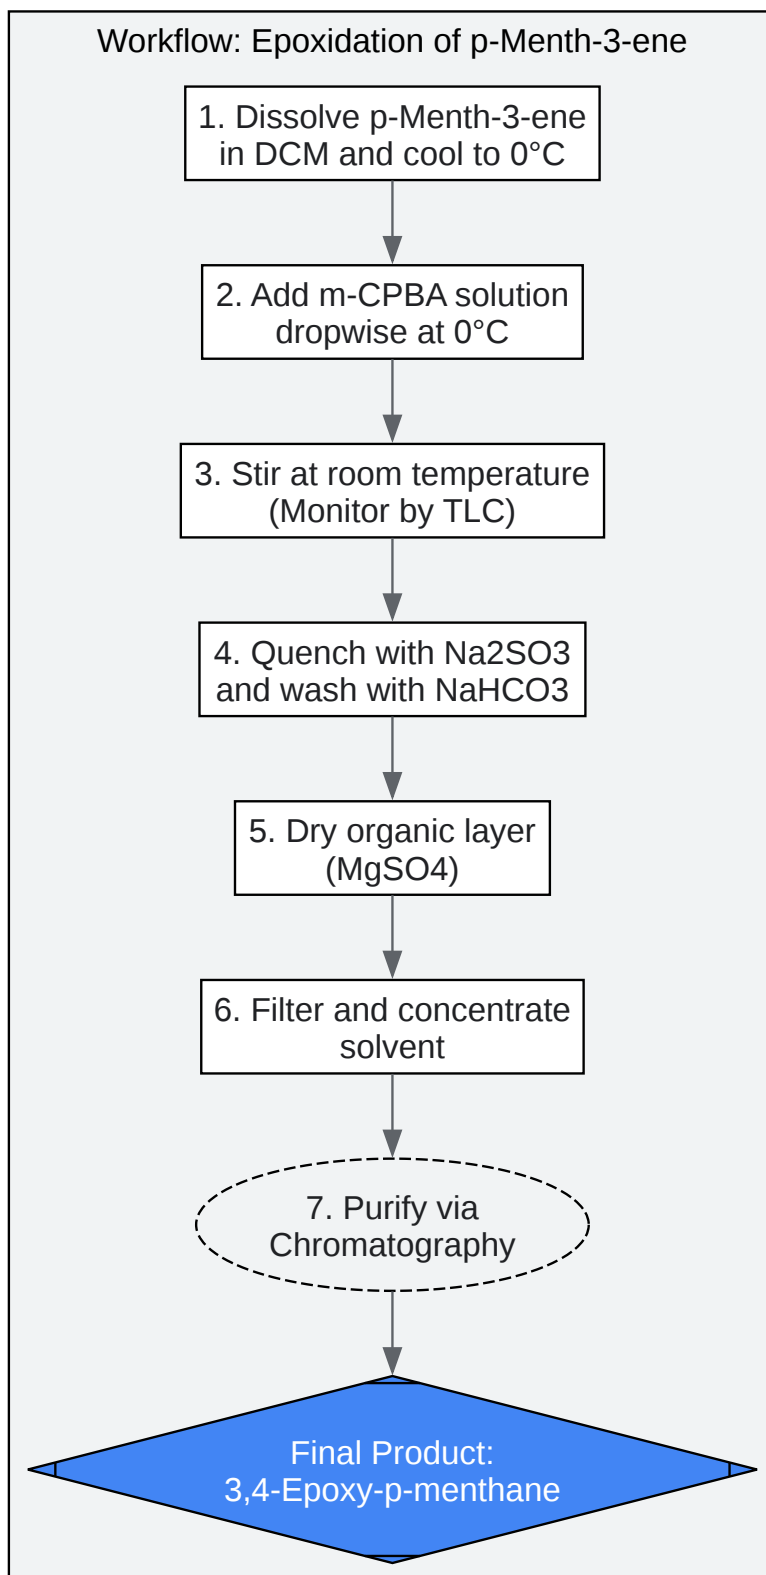 Workflow: Epoxidation of p-Menth-3-ene
1. Dissolve p-Menth-3-ene
in DCM and cool to 0°C
2. Add m-CPBA solution
dropwise at 0°C
3. Stir at room temperature
(Monitor by TLC)
4. Quench with Na2SO3
and wash with NaHCO3
5. Dry organic layer
(MgSO4)
6. Filter and concentrate
solvent
7. Purify via
Chromatography
Final Product:
3,4-Epoxy-p-menthane